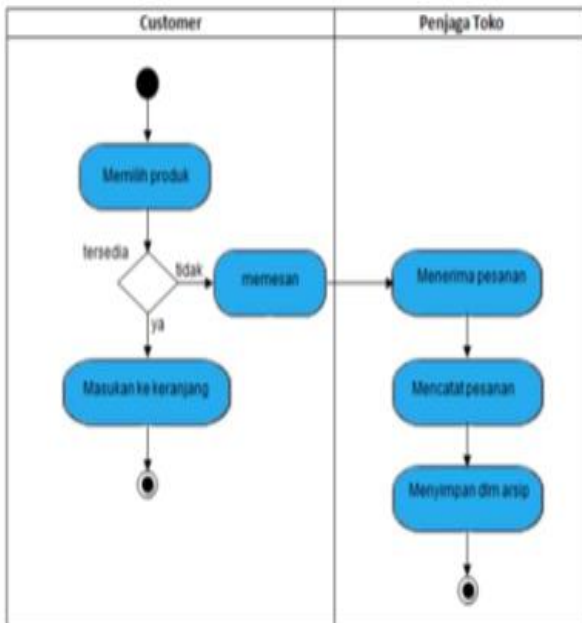 Customer
Penjaga Toko
Memilih produk
tersedia
tidak
memesan
Menerima pesanan
ya
Masukan ke keranjang
Mencatat pesanan
Menyimpan dlm arsip